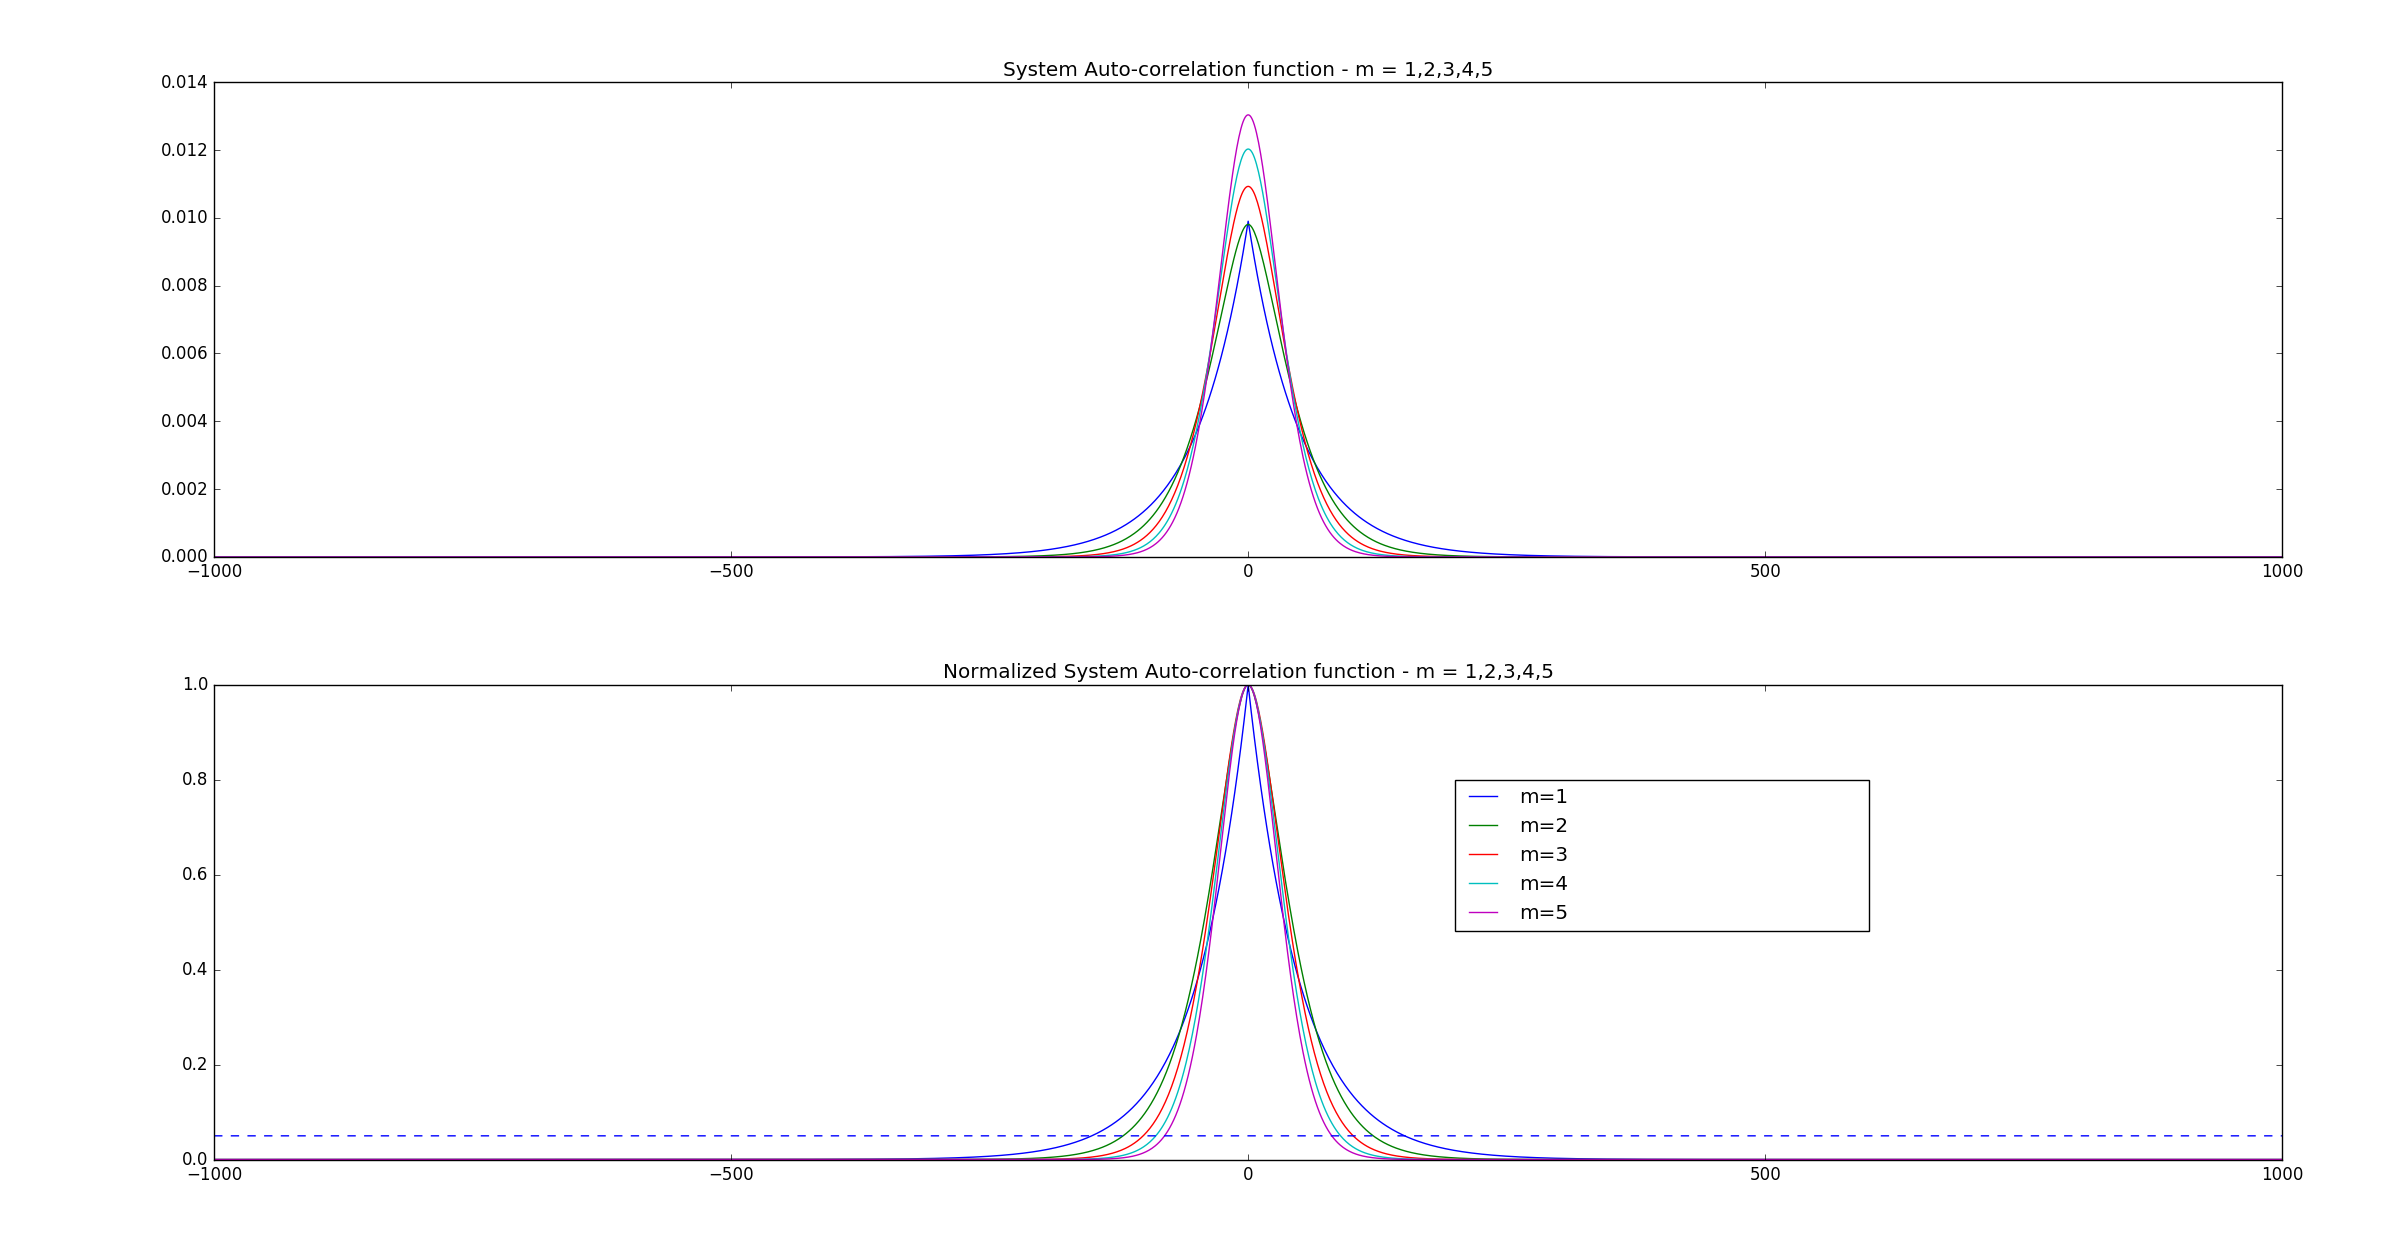 System Auto-correlation function - m = 1,2,3,4,5
0.014
0.012
0.010
0.008
0.006
0.004
0.002
0.000
−1000 −500 0 500 1000
Normalized System Auto-correlation function - m = 1,2,3,4,5
1.0
0.8
0.6
0.4
0.2
0.0
m=1
m=2
m=3
m=4
m=5
−1000 −500 0 500 1000